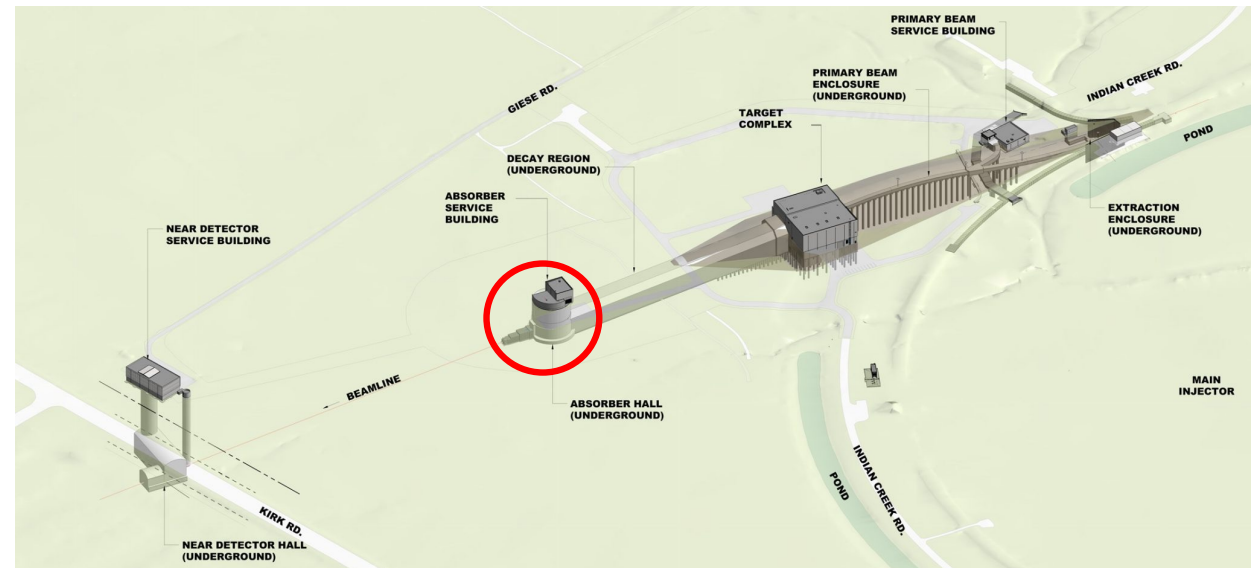 PRIMARY BEAM
SERVICE BUILDING
INDIAN CREEK RD.
PRIMARY BEAM
ENCLOSURE
(UNDERGROUND)
GIESE RD.
TARGET
COMPLEX
POND
DECAY REGION
(UNDERGROUND)
ABSORBER
SERVICE
BUILDING
EXTRACTION
ENCLOSURE
(UNDERGROUND)
NEAR DETECTOR
SERVICE BUILDING
BEAMLINE
MAIN
INJECTOR
ABSORBER HALL
(UNDERGROUND)
INDIAN CREEK RD.
POND
KIRK RD.
NEAR DETECTOR HALL
(UNDERGROUND)